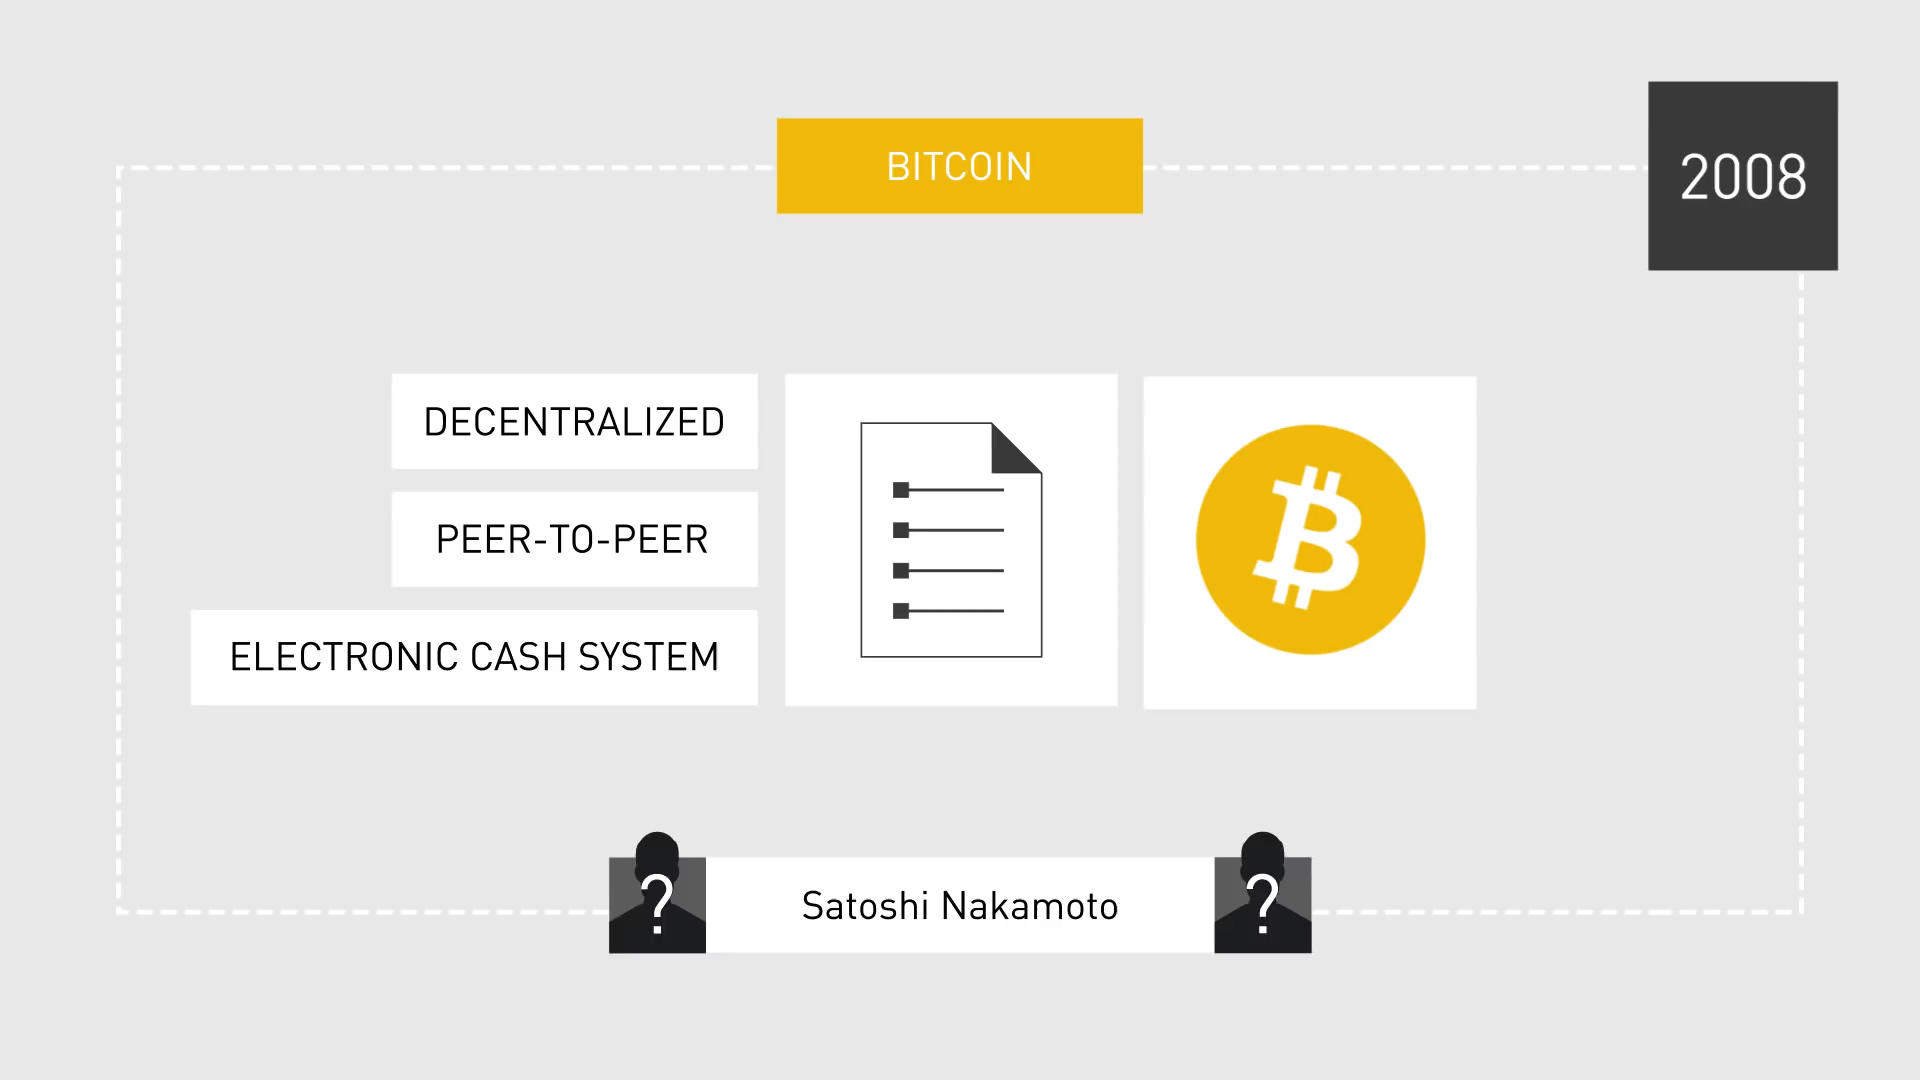 BITCOIN
2008
DECENTRALIZED
PEER-TO-PEER
ELECTRONIC CASH SYSTEM
? Satoshi Nakamoto ?